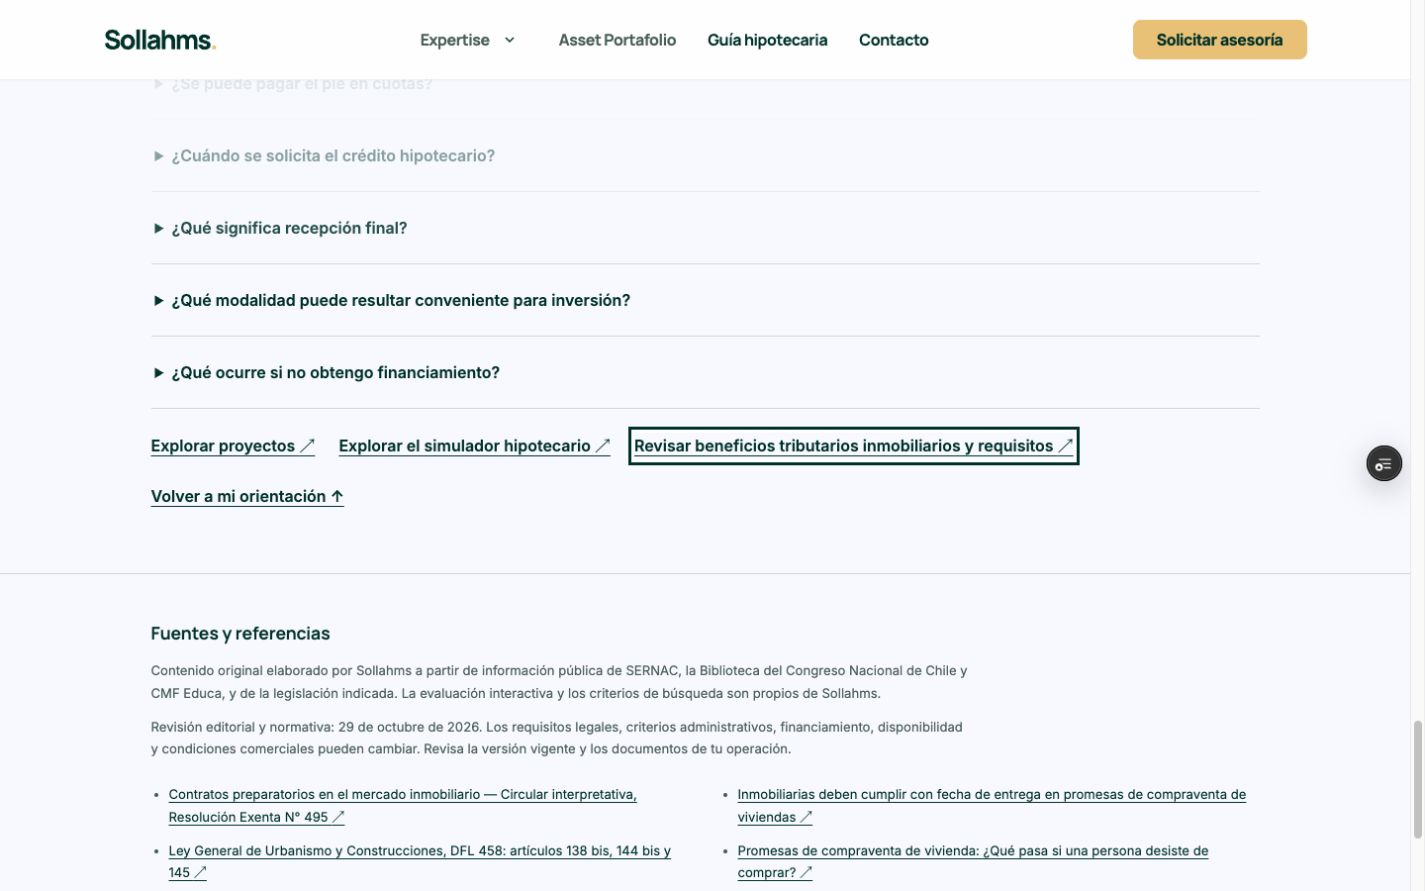 Sollahms.
Expertise
Asset Portafolio
Guía hipotecaria
Contacto
Solicitar asesoría
¿Se puede pagar el pie en cuotas?
¿Cuándo se solicita el crédito hipotecario?
¿Qué significa recepción final?
¿Qué modalidad puede resultar conveniente para inversión?
¿Qué ocurre si no obtengo financiamiento?
Explorar proyectos ↗
Explorar el simulador hipotecario ↗
Revisar beneficios tributarios inmobiliarios y requisitos ↗
Volver a mi orientación ↑
Fuentes y referencias
Contenido original elaborado por Sollahms a partir de información pública de SERNAC, la Biblioteca del Congreso Nacional de Chile y
CMF Educa, y de la legislación indicada. La evaluación interactiva y los criterios de búsqueda son propios de Sollahms.
Revisión editorial y normativa: 29 de octubre de 2026. Los requisitos legales, criterios administrativos, financiamiento, disponibilidad
y condiciones comerciales pueden cambiar. Revisa la versión vigente y los documentos de tu operación.
• Contratos preparatorios en el mercado inmobiliario — Circular interpretativa,
Resolución Exenta N° 495 ↗
• Ley General de Urbanismo y Construcciones, DFL 458: artículos 138 bis, 144 bis y
145 ↗
• Inmobiliarias deben cumplir con fecha de entrega en promesas de compraventa de
viviendas ↗
• Promesas de compraventa de vivienda: ¿Qué pasa si una persona desiste de
comprar? ↗